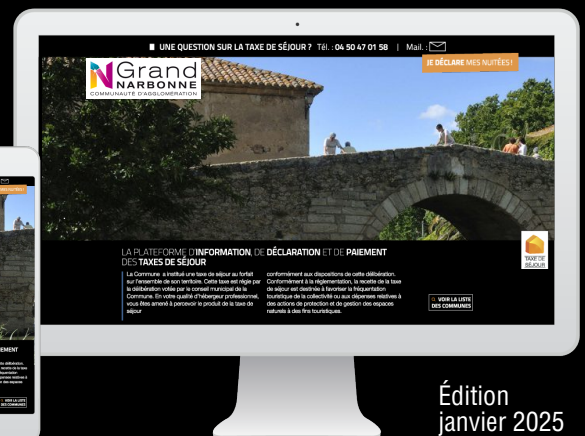 ■ UNE QUESTION SUR LA TAXE DE SÉJOUR ? Tél. : 04 50 47 01 58 | Mail. :
JE DÉCLARE MES NUITÉES !
Grand
NARBONNE
COMMUNAUTÉ D'AGGLOMÉRATION
LA PLATEFORME D'INFORMATION, DE DÉCLARATION ET DE PAIEMENT
DES TAXES DE SÉJOUR
La Commune a institué une taxe de séjour au forfait
sur l'ensemble de son territoire. Cette taxe est régie par
la délibération votée par le conseil municipal de la
Commune. En votre qualité d'hébergeur professionnel,
vous êtes amené à percevoir le produit de la taxe de
séjour
conformément aux dispositions de cette délibération.
Conformément à la réglementation, la recette de la taxe
de séjour est destinée à favoriser la fréquentation
touristique de la collectivité ou aux dépenses relatives à
des actions de protection et de gestion des espaces
naturels à des fins touristiques.
TAXE DE
SÉJOUR
VOIR LA LISTE
DES COMMUNES
Édition
janvier 2025